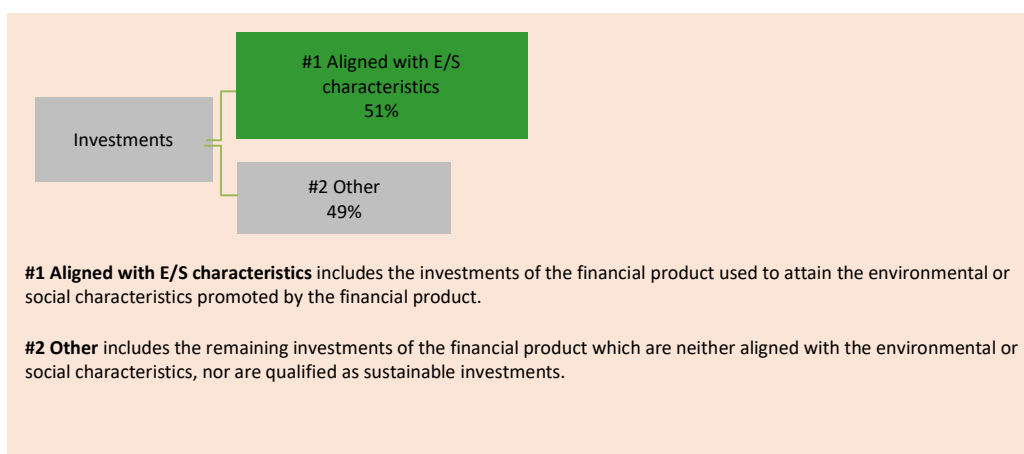 #1 Aligned with E/S
characteristics
51%
Investments
#2 Other
49%
#1 Aligned with E/S characteristics includes the investments of the financial product used to attain the environmental or
social characteristics promoted by the financial product.
#2 Other includes the remaining investments of the financial product which are neither aligned with the environmental or
social characteristics, nor are qualified as sustainable investments.